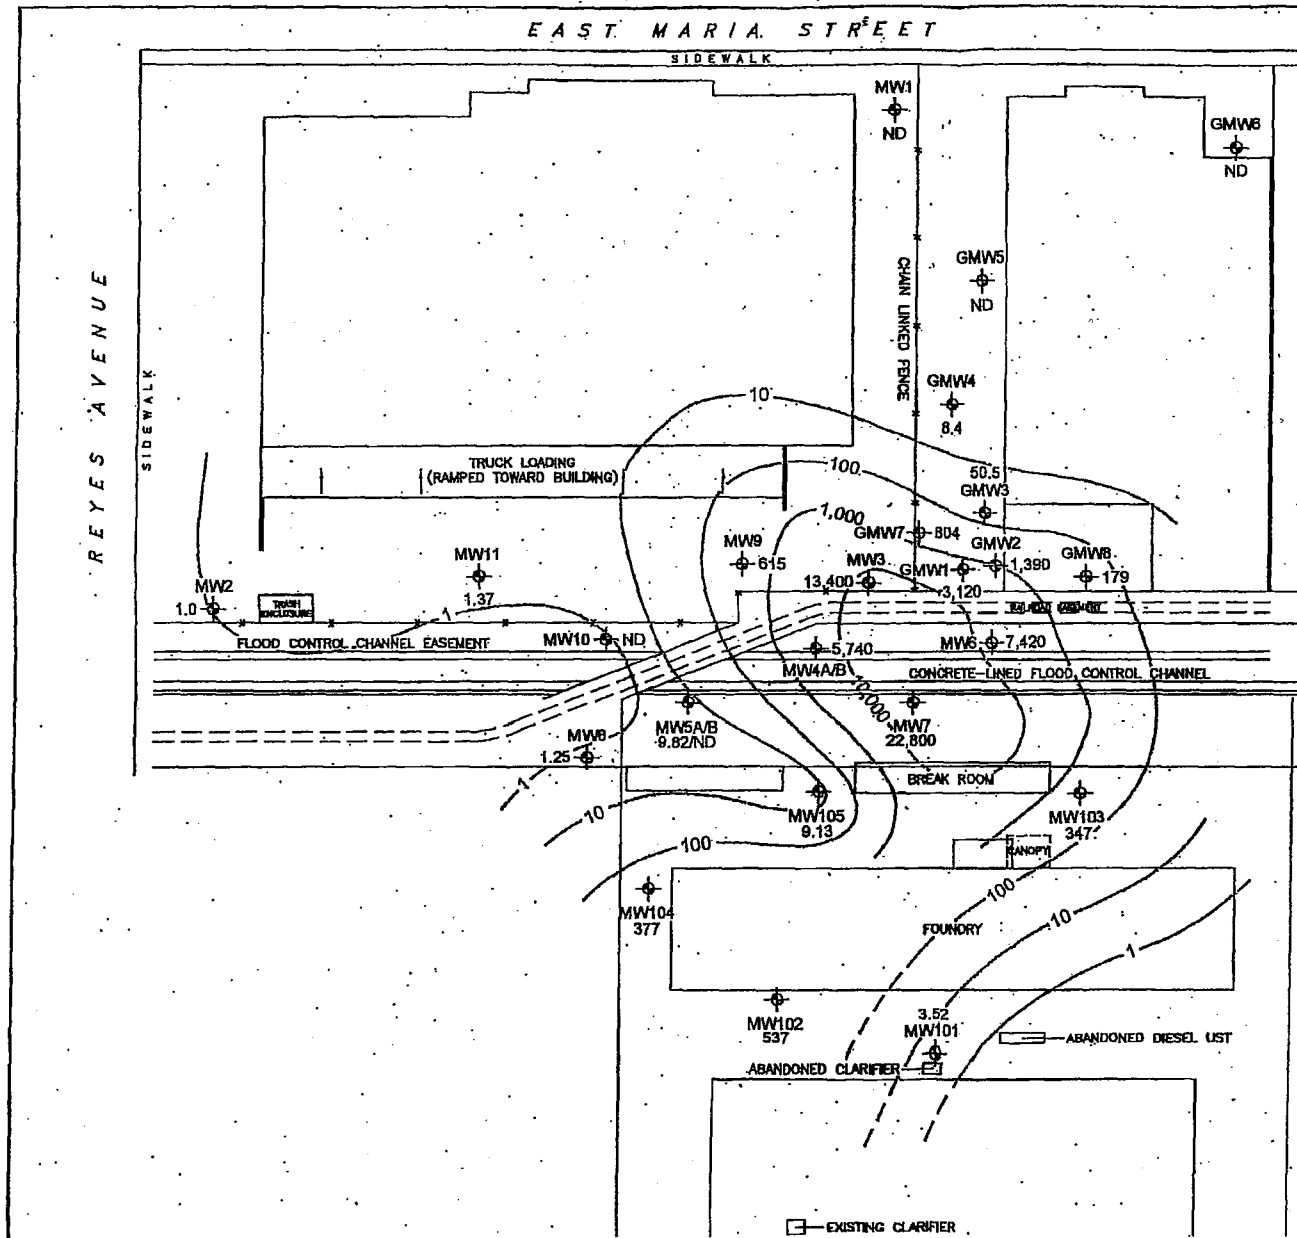 EAST MARIA STREET
SIDEWALK
MW1
ND
GMW6
ND
REYES AVENUE
SIDEWALK
CHAIN LINKED FENCE
GMW5
ND
GMW4
8.4
10
TRUCK LOADING
(RAMPED TOWARD BUILDING)
100
50.5
GMW3
1,000
GMW7
804
MW9
615
MW3
13,400
GMW1
3,120
GMW2
1,390
GMW8
179
MW11
1.37
MW2
1.0
TRASH
ENCLOSURE
1
RAILROAD EASEMENT
FLOOD CONTROL CHANNEL EASEMENT
MW10
ND
5,740
MW4A/B
MW6
7,420
CONCRETE-LINED FLOOD CONTROL CHANNEL
10,000
MW5A/B
9.82/ND
MW7
22,800
MW8
1.25
1
BREAK ROOM
10
MW105
9.13
MW103
347
100
CANOPY
MW104
377
100
FOUNDRY
10
1
MW102
537
3.52
MW101
ABANDONED DIESEL UST
ABANDONED CLARIFIER
EXISTING CLARIFIER